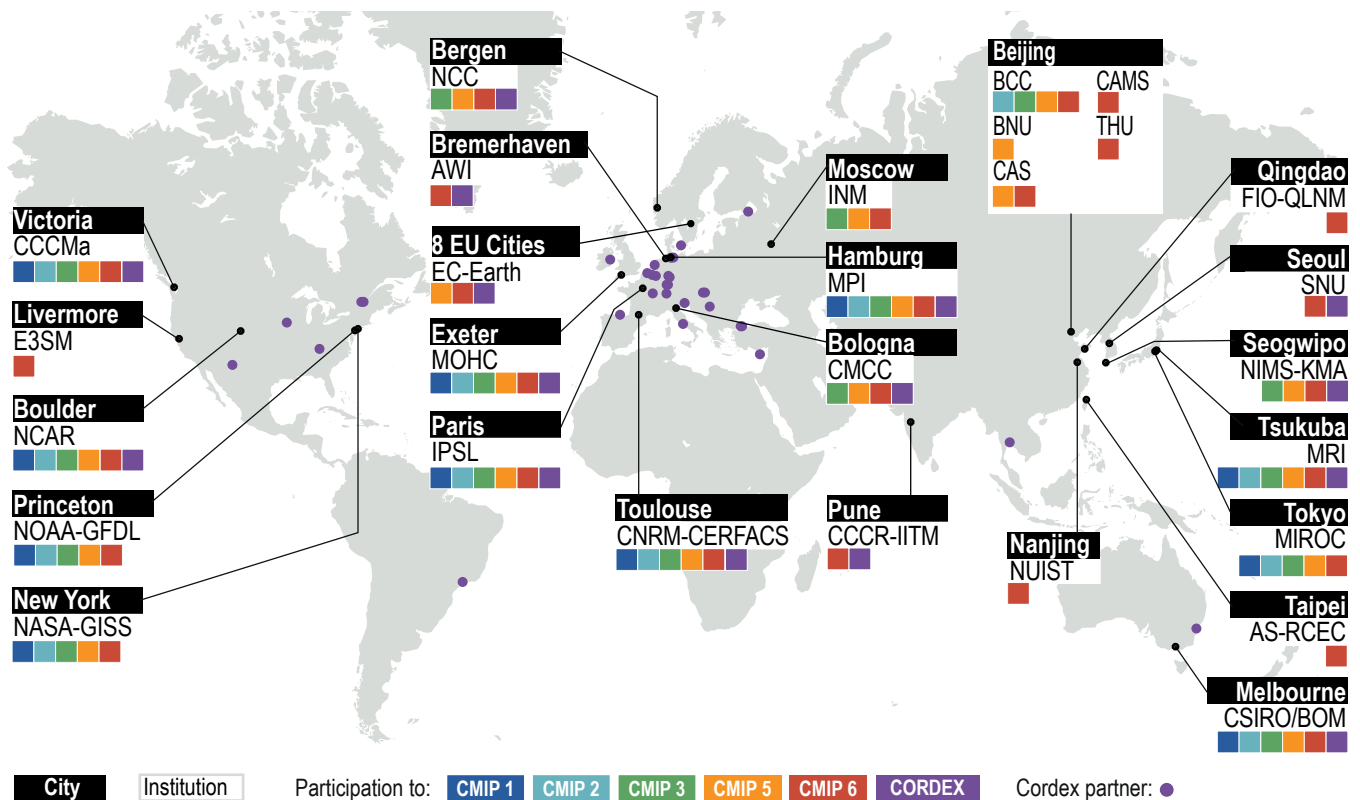 Bergen
NCC
Bremerhaven
AWI
8 EU Cities
EC-Earth
Exeter
MOHC
Paris
IPSL
Victoria
CCCMa
Livermore
E3SM
Boulder
NCAR
Princeton
NOAA-GFDL
New York
NASA-GISS
Toulouse
CNRM-CERFACS
Moscow
INM
Hamburg
MPI
Bologna
CMCC
Pune
CCCR-IITM
Beijing
BCC CAMS
BNU THU
CAS
Nanjing
NUIST
Qingdao
FIO-QLNM
Seoul
SNU
Seogwipo
NIMS-KMA
Tsukuba
MRI
Tokyo
MIROC
Taipei
AS-RCEC
Melbourne
CSIRO/BOM
City Institution Participation to: CMIP 1 CMIP 2 CMIP 3 CMIP 5 CMIP 6 CORDEX Cordex partner: